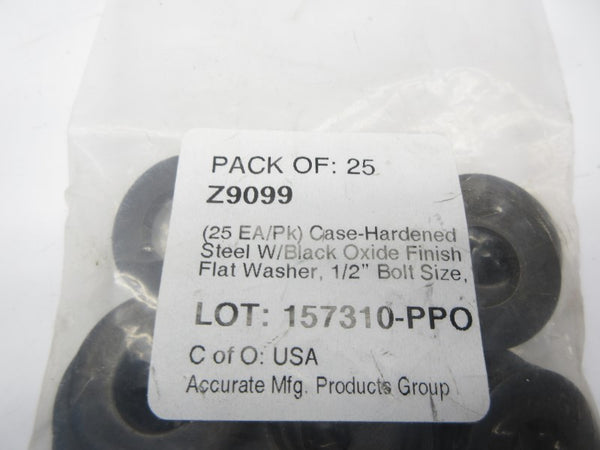 PACK OF: 25
Z9099
(25 EA/Pk) Case-Hardened
Steel W/Black Oxide Finish
Flat Washer, 1/2" Bolt Size,
LOT: 157310-PPO
C of O: USA
Accurate Mfg. Products Group